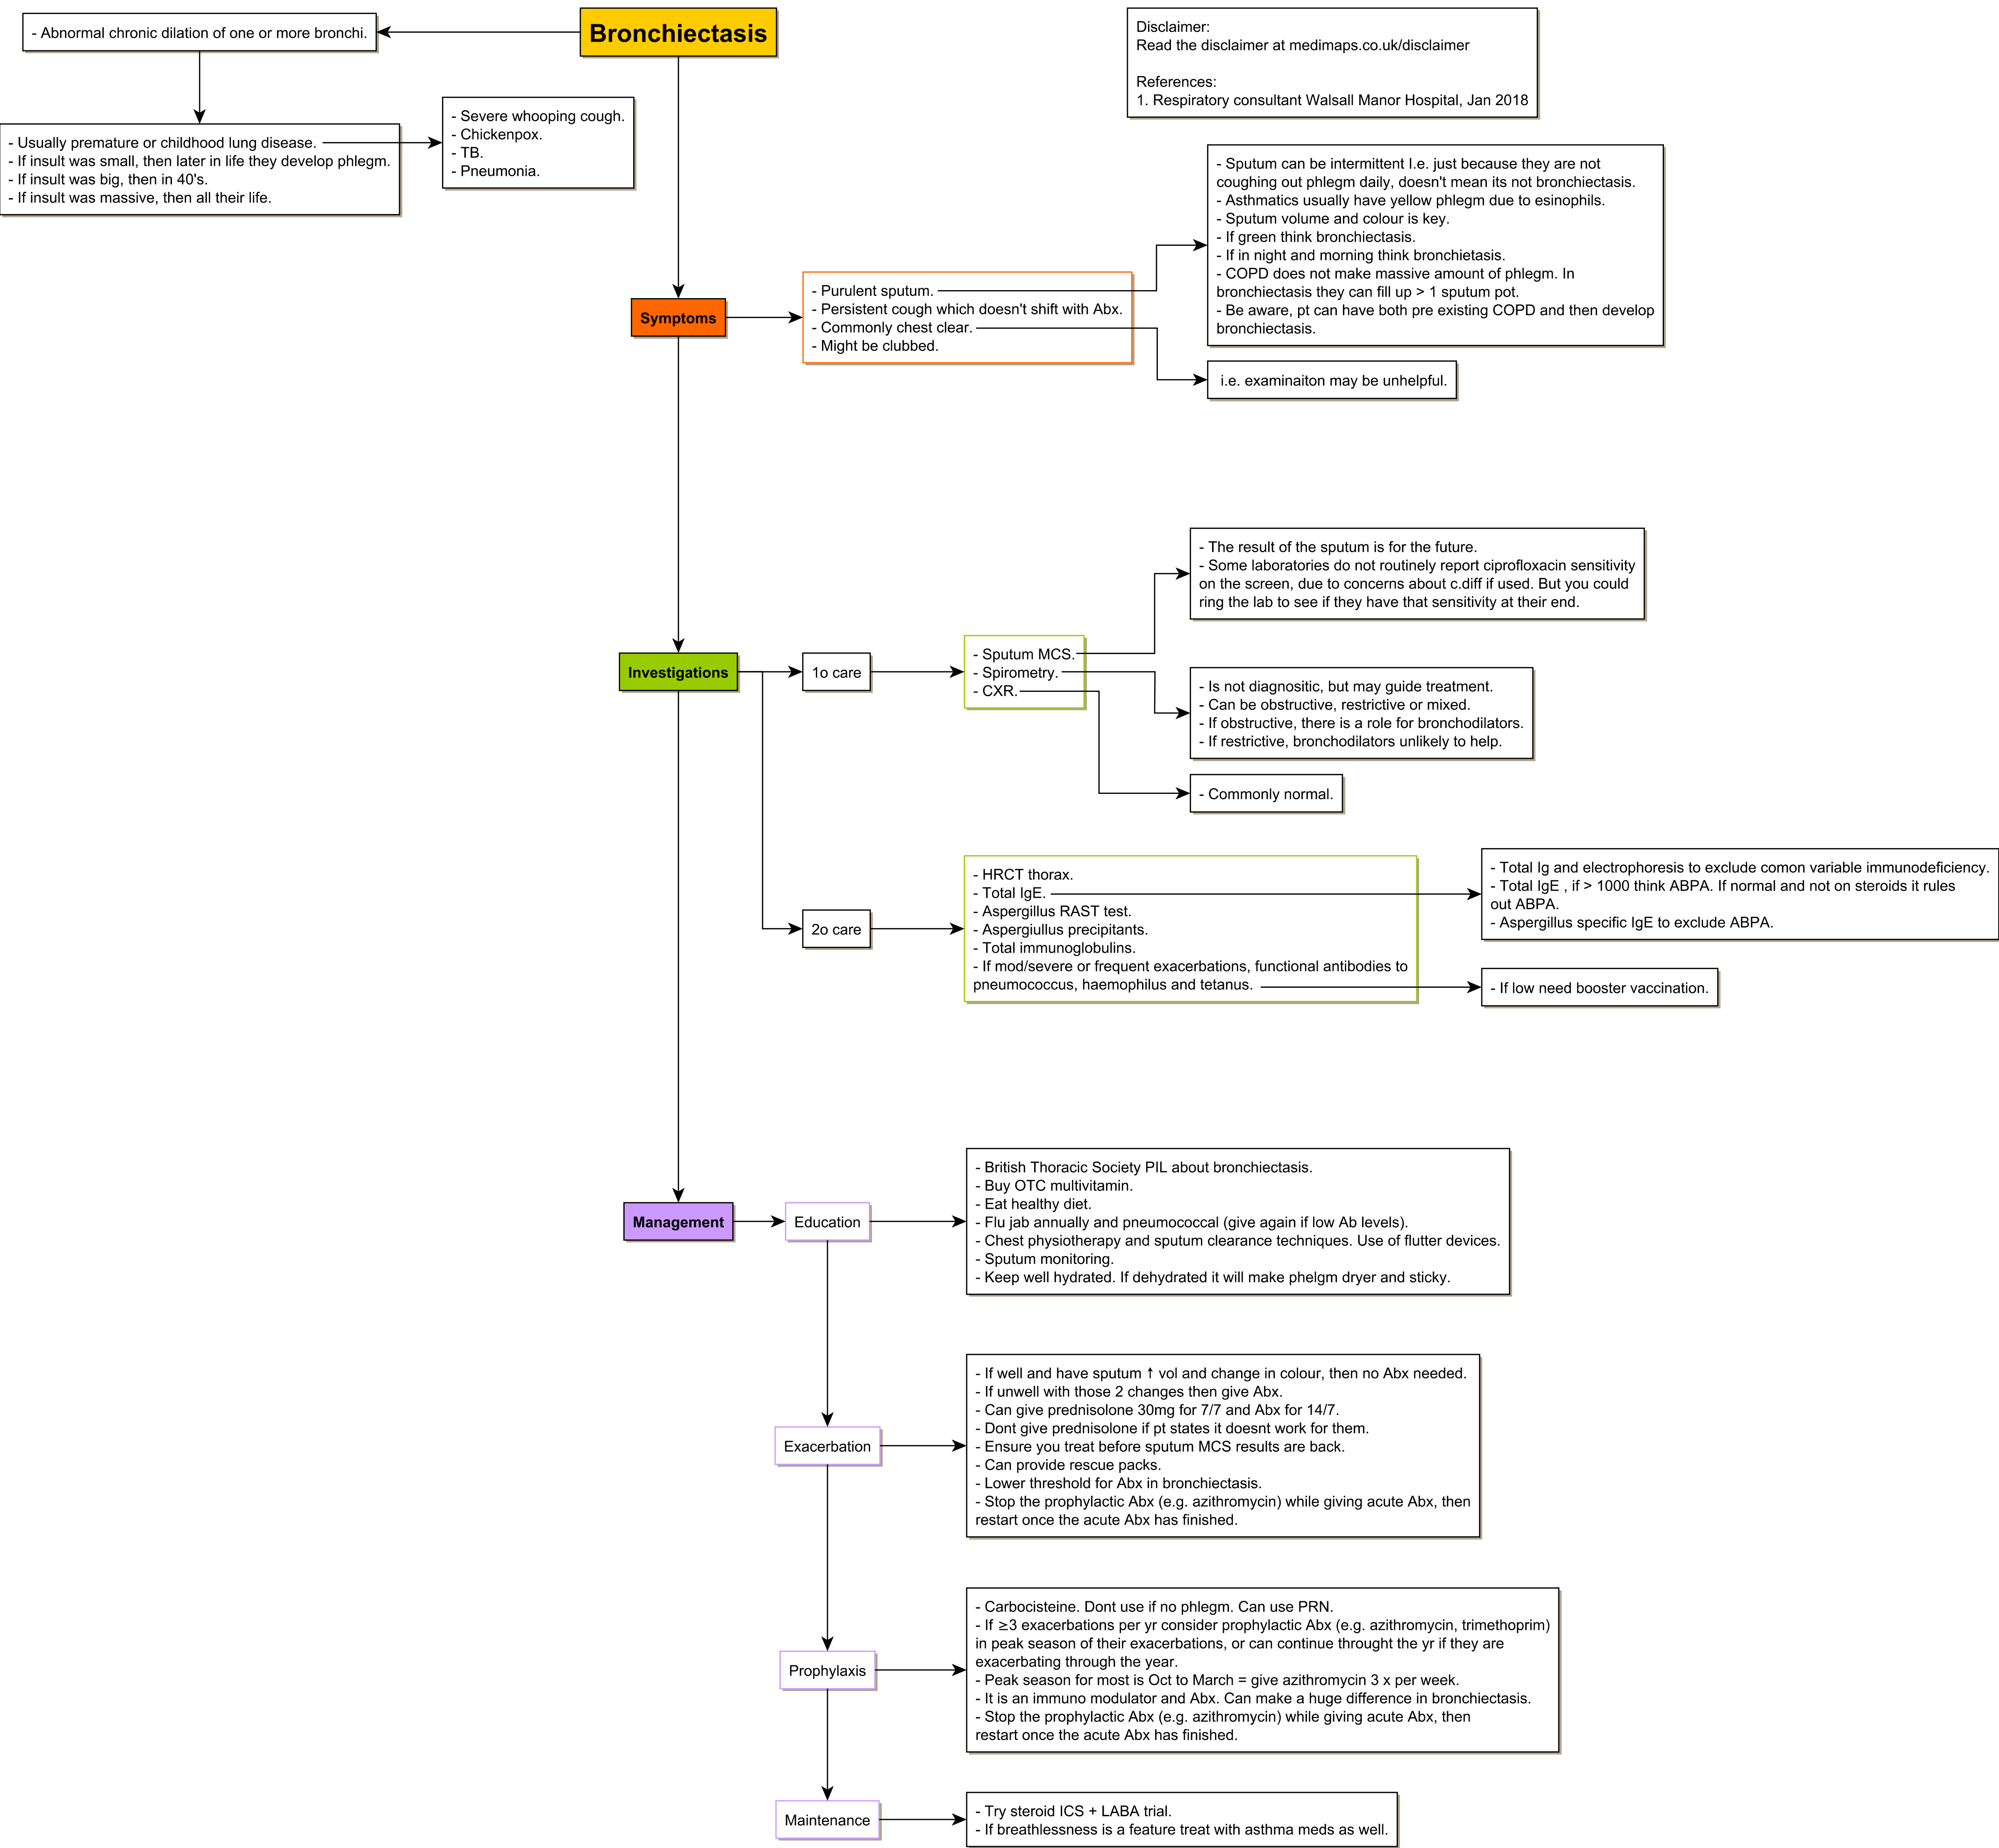 Bronchiectasis
- Abnormal chronic dilation of one or more bronchi.
- Usually premature or childhood lung disease.
- If insult was small, then later in life they develop phlegm.
- If insult was big, then in 40's.
- If insult was massive, then all their life.
- Severe whooping cough.
- Chickenpox.
- TB.
- Pneumonia.
Disclaimer:
Read the disclaimer at medimaps.co.uk/disclaimer
References:
1. Respiratory consultant Walsall Manor Hospital, Jan 2018
Symptoms
- Purulent sputum.
- Persistent cough which doesn't shift with Abx.
- Commonly chest clear.
- Might be clubbed.
- Sputum can be intermittent I.e. just because they are not
coughing out phlegm daily, doesn't mean its not bronchiectasis.
- Asthmatics usually have yellow phlegm due to esinophils.
- Sputum volume and colour is key.
- If green think bronchiectasis.
- If in night and morning think bronchietasis.
- COPD does not make massive amount of phlegm. In
bronchiectasis they can fill up > 1 sputum pot.
- Be aware, pt can have both pre existing COPD and then develop
bronchiectasis.
i.e. examinaiton may be unhelpful.
Investigations
1o care
- Sputum MCS.
- Spirometry.
- CXR.
- The result of the sputum is for the future.
- Some laboratories do not routinely report ciprofloxacin sensitivity
on the screen, due to concerns about c.diff if used. But you could
ring the lab to see if they have that sensitivity at their end.
- Is not diagnositic, but may guide treatment.
- Can be obstructive, restrictive or mixed.
- If obstructive, there is a role for bronchodilators.
- If restrictive, bronchodilators unlikely to help.
- Commonly normal.
2o care
- HRCT thorax.
- Total IgE.
- Aspergillus RAST test.
- Aspergiullus precipitants.
- Total immunoglobulins.
- If mod/severe or frequent exacerbations, functional antibodies to
pneumococcus, haemophilus and tetanus.
- Total Ig and electrophoresis to exclude comon variable immunodeficiency.
- Total IgE , if > 1000 think ABPA. If normal and not on steroids it rules
out ABPA.
- Aspergillus specific IgE to exclude ABPA.
- If low need booster vaccination.
Management
Education
- British Thoracic Society PIL about bronchiectasis.
- Buy OTC multivitamin.
- Eat healthy diet.
- Flu jab annually and pneumococcal (give again if low Ab levels).
- Chest physiotherapy and sputum clearance techniques. Use of flutter devices.
- Sputum monitoring.
- Keep well hydrated. If dehydrated it will make phelgm dryer and sticky.
Exacerbation
- If well and have sputum ↑ vol and change in colour, then no Abx needed.
- If unwell with those 2 changes then give Abx.
- Can give prednisolone 30mg for 7/7 and Abx for 14/7.
- Dont give prednisolone if pt states it doesnt work for them.
- Ensure you treat before sputum MCS results are back.
- Can provide rescue packs.
- Lower threshold for Abx in bronchiectasis.
- Stop the prophylactic Abx (e.g. azithromycin) while giving acute Abx, then
restart once the acute Abx has finished.
Prophylaxis
- Carbocisteine. Dont use if no phlegm. Can use PRN.
- If ≥3 exacerbations per yr consider prophylactic Abx (e.g. azithromycin, trimethoprim)
in peak season of their exacerbations, or can continue throught the yr if they are
exacerbating through the year.
- Peak season for most is Oct to March = give azithromycin 3 x per week.
- It is an immuno modulator and Abx. Can make a huge difference in bronchiectasis.
- Stop the prophylactic Abx (e.g. azithromycin) while giving acute Abx, then
restart once the acute Abx has finished.
Maintenance
- Try steroid ICS + LABA trial.
- If breathlessness is a feature treat with asthma meds as well.